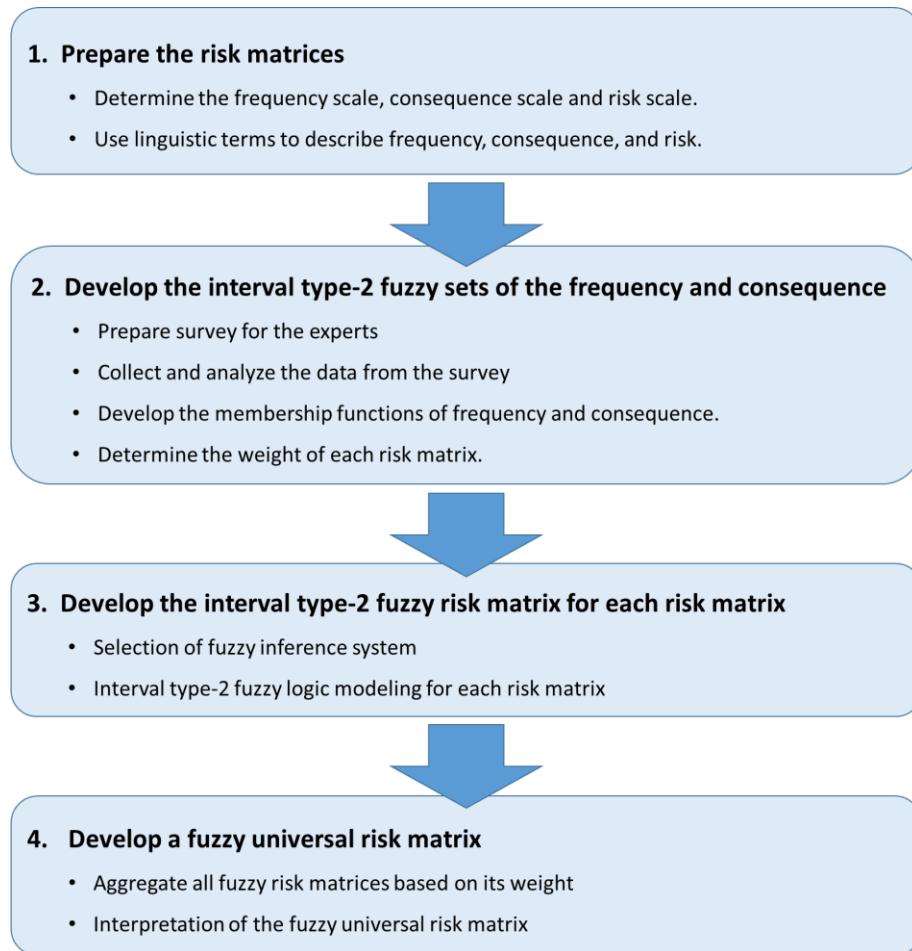 1. Prepare the risk matrices
• Determine the frequency scale, consequence scale and risk scale.
• Use linguistic terms to describe frequency, consequence, and risk.
2. Develop the interval type-2 fuzzy sets of the frequency and consequence
• Prepare survey for the experts
• Collect and analyze the data from the survey
• Develop the membership functions of frequency and consequence.
• Determine the weight of each risk matrix.
3. Develop the interval type-2 fuzzy risk matrix for each risk matrix
• Selection of fuzzy inference system
• Interval type-2 fuzzy logic modeling for each risk matrix
4. Develop a fuzzy universal risk matrix
• Aggregate all fuzzy risk matrices based on its weight
• Interpretation of the fuzzy universal risk matrix